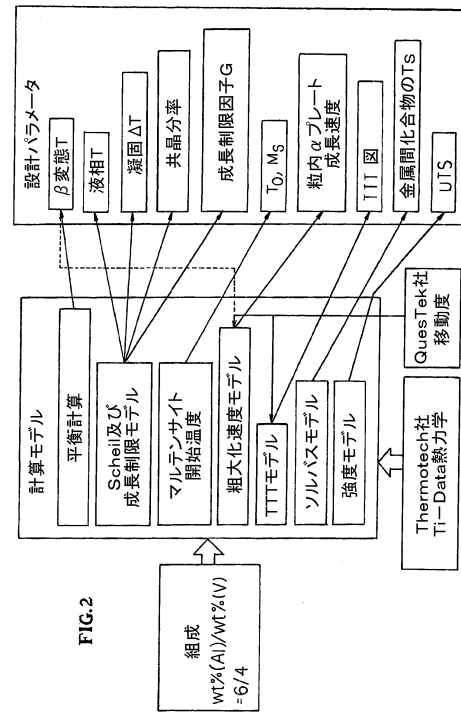 FIG.2
組成
wt%(Al)/wt%(V)
=6/4
計算モデル
平衡計算
Scheil及び
成長制限モデル
マルテンサイト
開始温度
粗大化速度モデル
TTTモデル
ソルバスモデル
強度モデル
Thermotech社
Ti-Data熱力学
QuesTek社
移動度
設計パラメータ
β変態T
液相T
凝固ΔT
共晶分率
成長制限因子G
T0, Ms
粒内αプレート
成長速度
TTT図
金属間化合物のTs
UTS